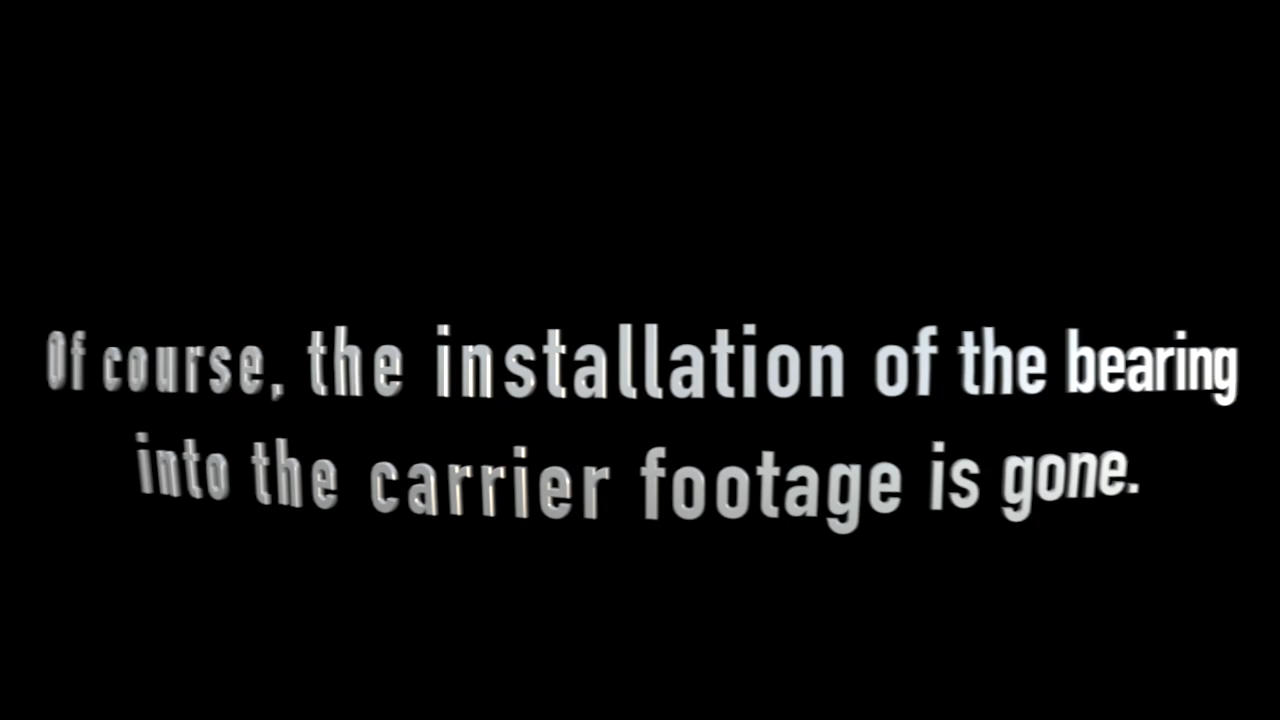 Of course, the installation of the bearing
into the carrier footage is gone.